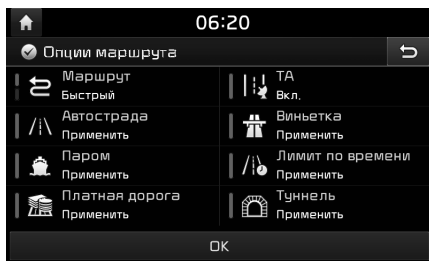 06:20
Опции маршрута
Маршрут
Быстрый
ТА
Вкл.
Автострада
Применить
Виньетка
Применить
Паром
Применить
Лимит по времени
Применить
Платная дорога
Применить
Туннель
Применить
OK